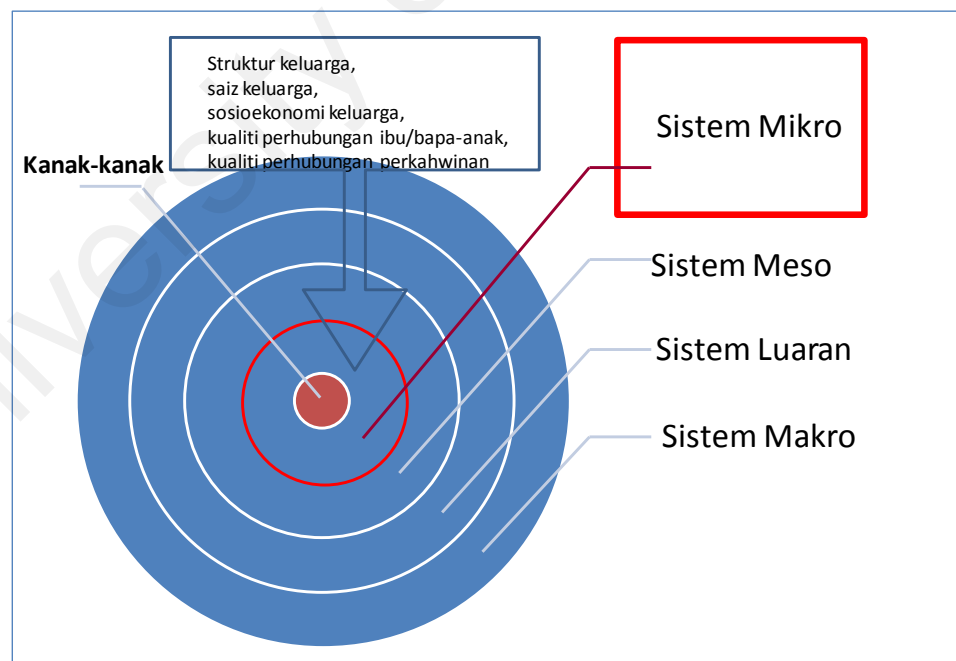 Struktur keluarga,
saiz keluarga,
sosioekonomi keluarga,
kualiti perhubungan ibu/bapa-anak,
kualiti perhubungan perkahwinan
Kanak-kanak
Sistem Mikro
Sistem Meso
Sistem Luaran
Sistem Makro